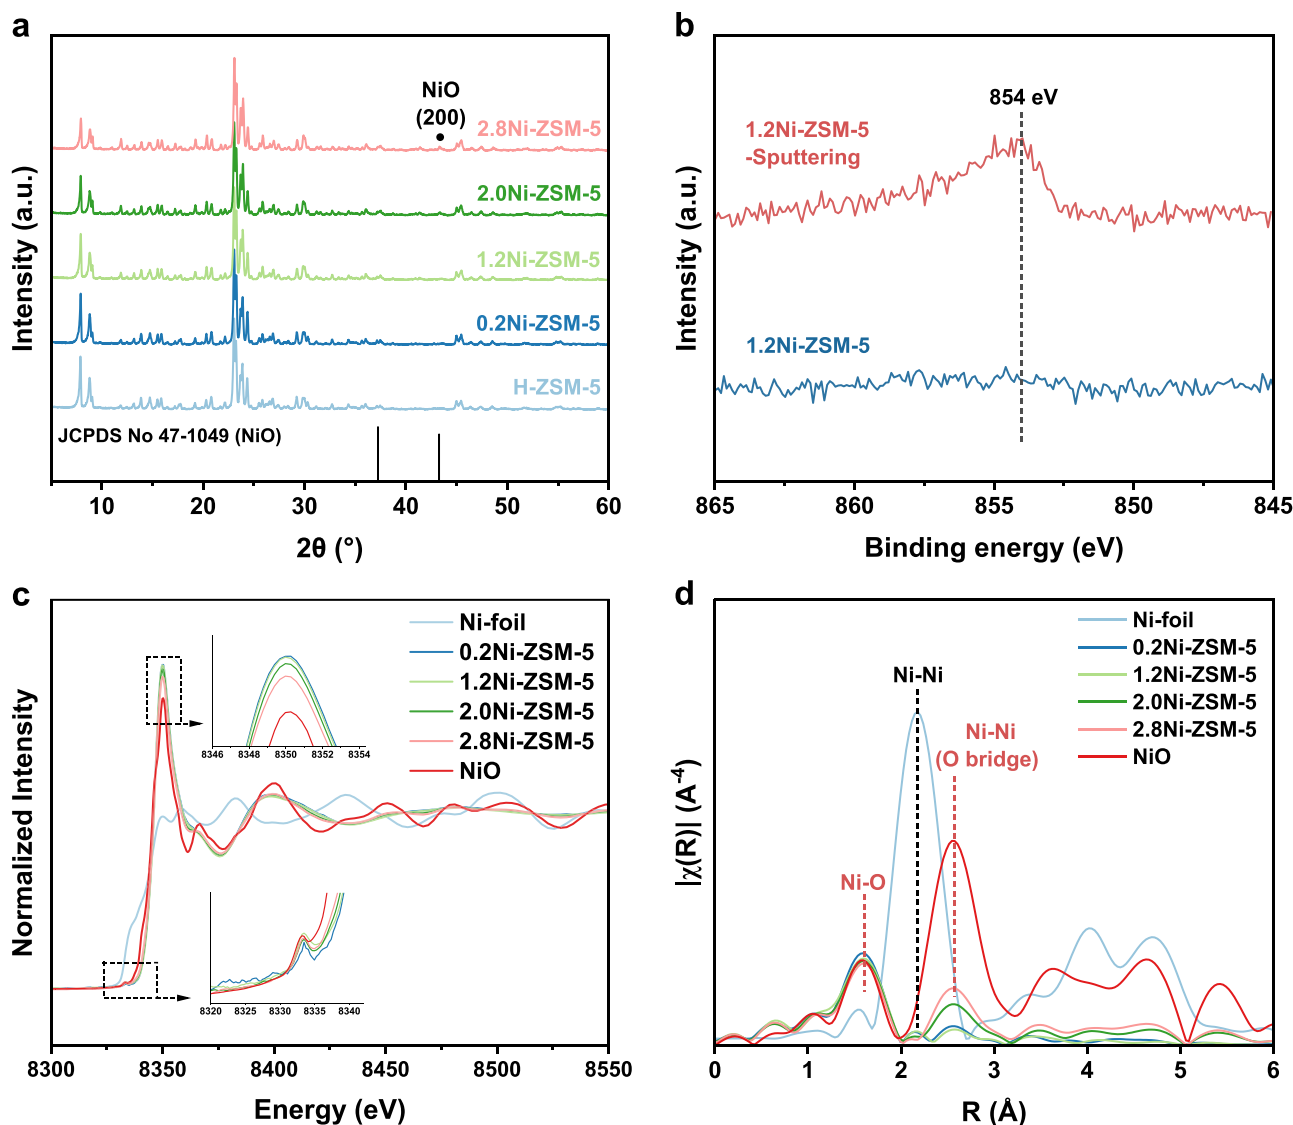 a
Intensity (a.u.)
NiO
(200)
2.8Ni-ZSM-5
2.0Ni-ZSM-5
1.2Ni-ZSM-5
0.2Ni-ZSM-5
H-ZSM-5
JCPDS No 47-1049 (NiO)
10 20 30 40 50 60
2θ (°)
b
Intensity (a.u.)
854 eV
1.2Ni-ZSM-5
-Sputtering
1.2Ni-ZSM-5
865 860 855 850 845
Binding energy (eV)
c
Normalized Intensity
Ni-foil
0.2Ni-ZSM-5
1.2Ni-ZSM-5
2.0Ni-ZSM-5
2.8Ni-ZSM-5
NiO
8346 8348 8350 8352 8354
8320 8325 8330 8335 8340
8300 8350 8400 8450 8500 8550
Energy (eV)
d
|χ(R)| (A⁻⁴)
Ni-foil
0.2Ni-ZSM-5
1.2Ni-ZSM-5
2.0Ni-ZSM-5
2.8Ni-ZSM-5
NiO
Ni-Ni
Ni-Ni
(O bridge)
Ni-O
0 1 2 3 4 5 6
R (Å)